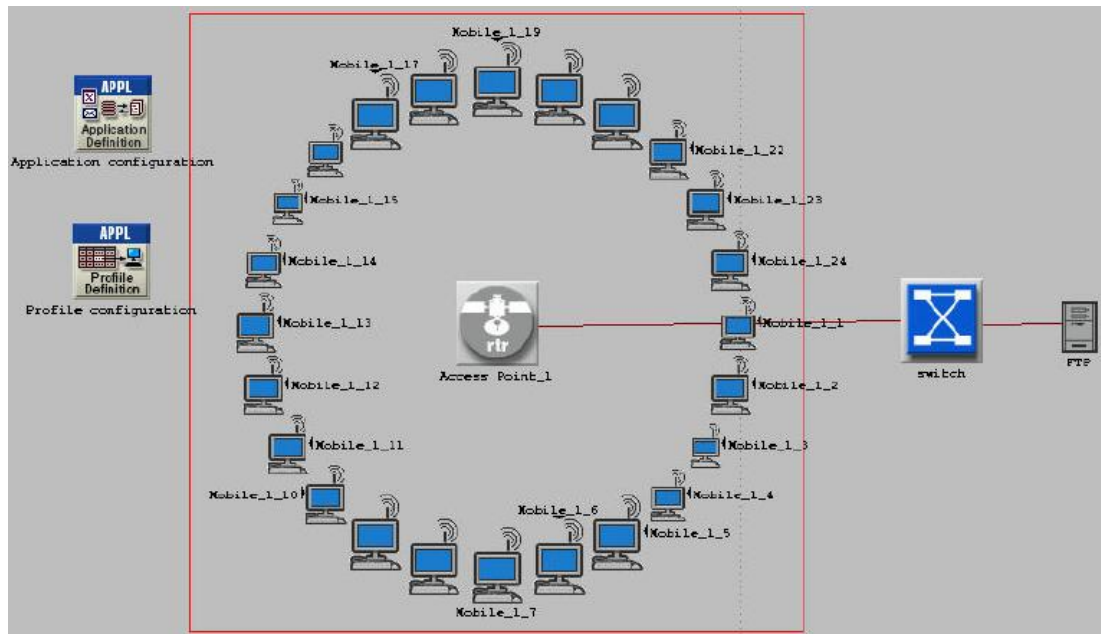 Mobile_1_19
Mobile_1_17
APPL
Application
Definition
Application configuration
Mobile_1_22
Mobile_1_15
Mobile_1_23
APPL
Profile
Definition
Profile configuration
Mobile_1_14
Mobile_1_24
Mobile_1_13
rtr
Access Point_1
Mobile_1_1
switch
FTP
Mobile_1_12
Mobile_1_2
Mobile_1_11
Mobile_1_3
Mobile_1_10
Mobile_1_4
Mobile_1_6
Mobile_1_5
Mobile_1_7